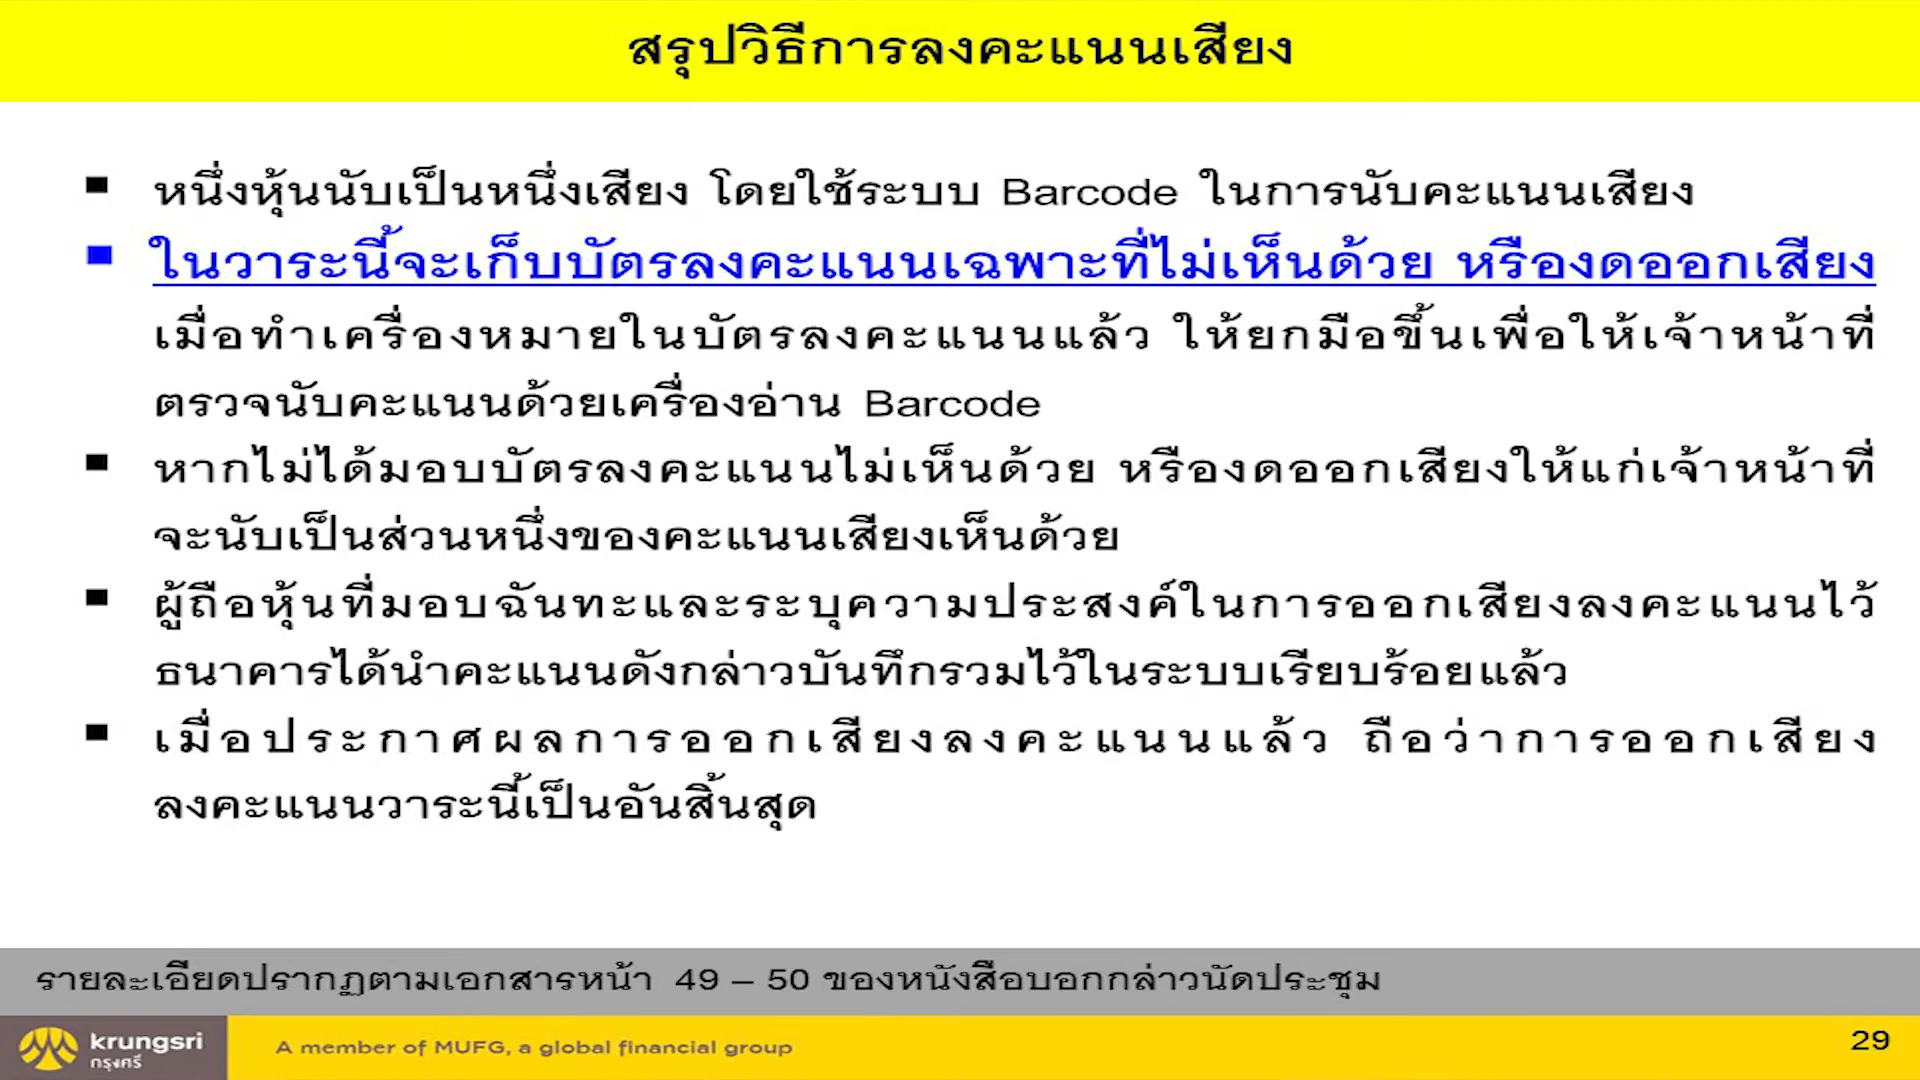 สรุปวิธีการลงคะแนนเสียง
▪ หนึ่งหุ้นนับเป็นหนึ่งเสียง โดยใช้ระบบ Barcode ในการนับคะแนนเสียง
▪ ในวาระนี้จะเก็บบัตรลงคะแนนเฉพาะที่ไม่เห็นด้วย หรืองดออกเสียง
เมื่อทำเครื่องหมายในบัตรลงคะแนนแล้ว ให้ยกมือขึ้นเพื่อให้เจ้าหน้าที่
ตรวจนับคะแนนด้วยเครื่องอ่าน Barcode
▪ หากไม่ได้มอบบัตรลงคะแนนไม่เห็นด้วย หรืองดออกเสียงให้แก่เจ้าหน้าที่
จะนับเป็นส่วนหนึ่งของคะแนนเสียงเห็นด้วย
▪ ผู้ถือหุ้นที่มอบฉันทะและระบุความประสงค์ในการออกเสียงลงคะแนนไว้
ธนาคารได้นำคะแนนดังกล่าวบันทึกรวมไว้ในระบบเรียบร้อยแล้ว
▪ เมื่อประกาศผลการออกเสียงลงคะแนนแล้ว ถือว่าการออกเสียง
ลงคะแนนวาระนี้เป็นอันสิ้นสุด
รายละเอียดปรากฏตามเอกสารหน้า 49 – 50 ของหนังสือบอกกล่าวนัดประชุม
krungsri
กรุงศรี
A member of MUFG, a global financial group
29